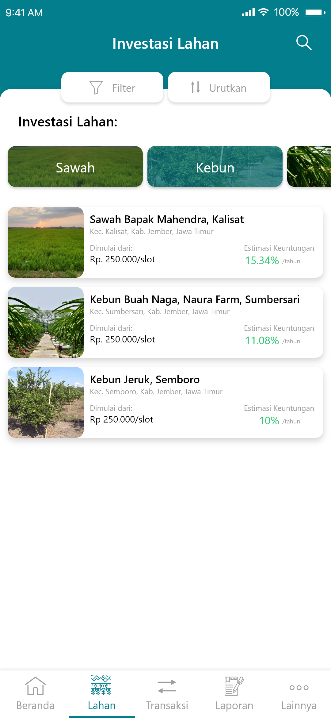 9:41 AM 100%
Investasi Lahan
Filter Urutkan
Investasi Lahan:
Sawah Kebun
Sawah Bapak Mahendra, Kalisat
Kec. Kalisat, Kab. Jember, Jawa Timur
Dimulai dari: Estimasi Keuntungan
Rp. 250.000/slot 15.34% /tahun
Kebun Buah Naga, Naura Farm, Sumbersari
Kec. Sumbersari, Kab. Jember, Jawa Timur
Dimulai dari: Estimasi Keuntungan
Rp. 250.000/slot 11.08% /tahun
Kebun Jeruk, Semboro
Kec. Semboro, Kab. Jember, Jawa Timur
Dimulai dari: Estimasi Keuntungan
Rp 250.000/slot 10% /tahun
Beranda Lahan Transaksi Laporan Lainnya